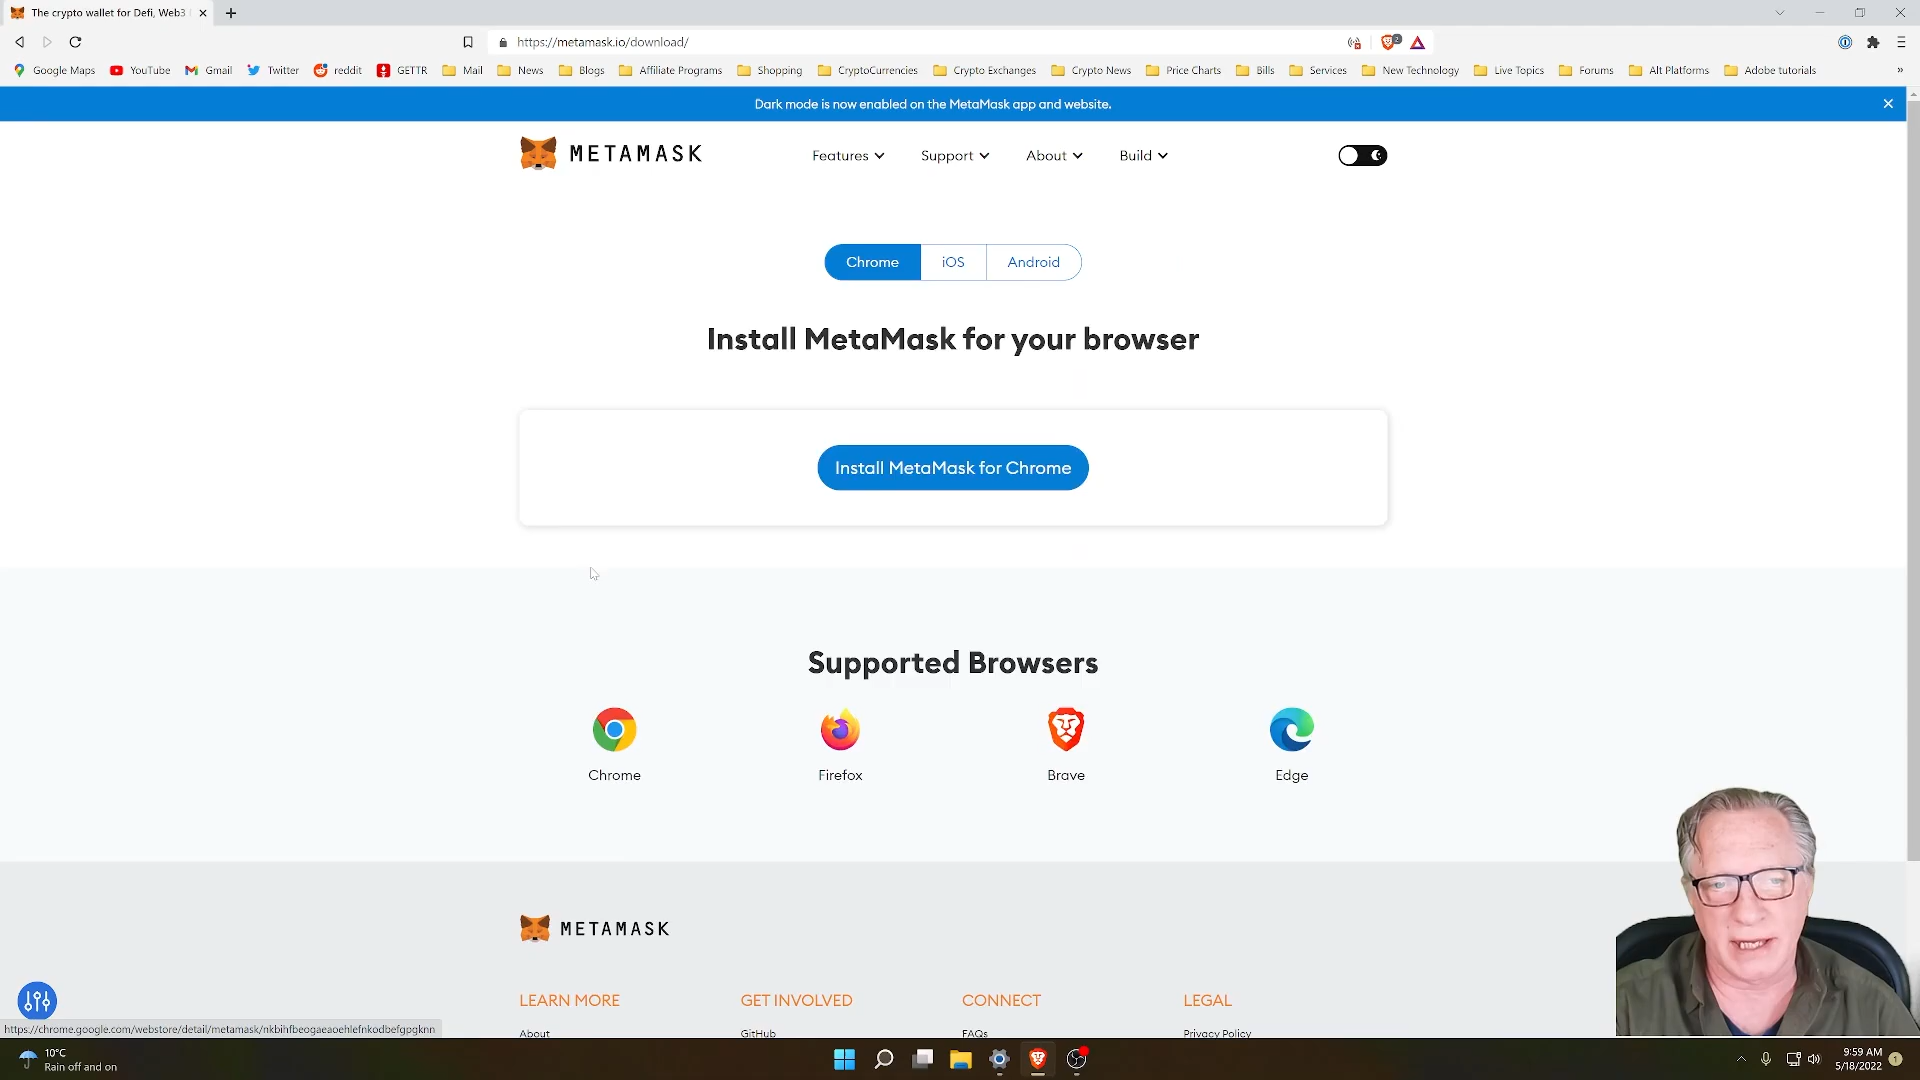 The crypto wallet for Defi, Web3
https://metamask.io/download/
Google Maps YouTube Gmail Twitter reddit GETTR Mail News Blogs Affiliate Programs Shopping CryptoCurrencies Crypto Exchanges Crypto News Price Charts Bills Services New Technology Live Topics Forums Alt Platforms Adobe tutorials »
Dark mode is now enabled on the MetaMask app and website.
METAMASK Features Support About Build
Chrome iOS Android
Install MetaMask for your browser
Install MetaMask for Chrome
Supported Browsers
Chrome Firefox Brave Edge
METAMASK
LEARN MORE GET INVOLVED CONNECT LEGAL
About GitHub FAQs Privacy Policy
https://chrome.google.com/webstore/detail/metamask/nkbihfbeogaeaoehlefnkodbefgpgknn
10°C
Rain off and on
9:59 AM
5/18/2022
1